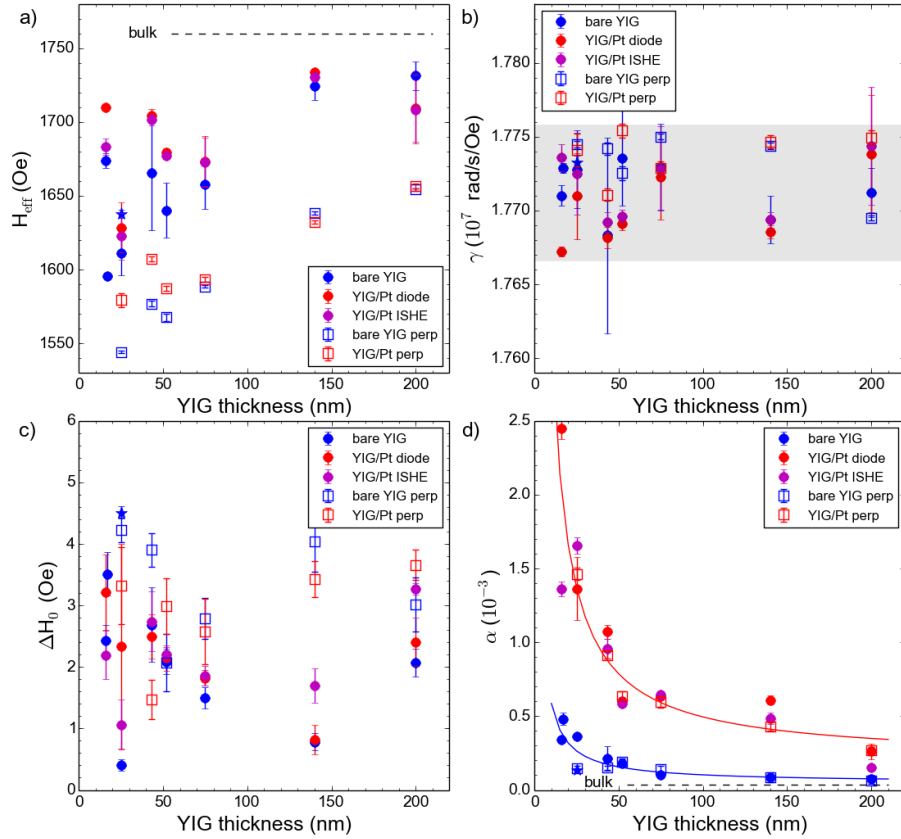 a)
bulk
H_eff (Oe)
1750
1700
1650
1600
1550
bare YIG
YIG/Pt diode
YIG/Pt ISHE
bare YIG perp
YIG/Pt perp
0 50 100 150 200
YIG thickness (nm)
b)
γ (10^7 rad/s/Oe)
1.780
1.775
1.770
1.765
1.760
bare YIG
YIG/Pt diode
YIG/Pt ISHE
bare YIG perp
YIG/Pt perp
0 50 100 150 200
YIG thickness (nm)
c)
ΔH_0 (Oe)
6
5
4
3
2
1
0
bare YIG
YIG/Pt diode
YIG/Pt ISHE
bare YIG perp
YIG/Pt perp
0 50 100 150 200
YIG thickness (nm)
d)
α (10^-3)
2.5
2.0
1.5
1.0
0.5
0.0
bare YIG
YIG/Pt diode
YIG/Pt ISHE
bare YIG perp
YIG/Pt perp
bulk
0 50 100 150 200
YIG thickness (nm)